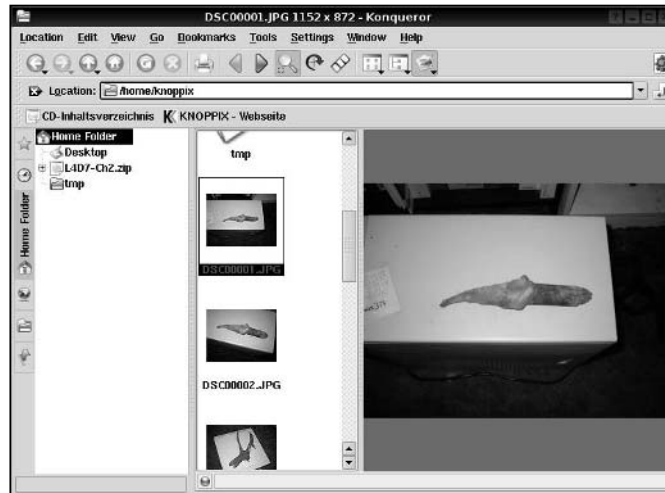 DSC00001.JPG 1152 x 872 - Konqueror
Location Edit View Go Bookmarks Tools Settings Window Help
Location: /home/knoppix
CD-Inhaltsverzeichnis KNOPPIX - Webseite
Home Folder
Desktop
L4D7-Ch2.zip
tmp
Home Folder
tmp
DSC00001.JPG
DSC00002.JPG